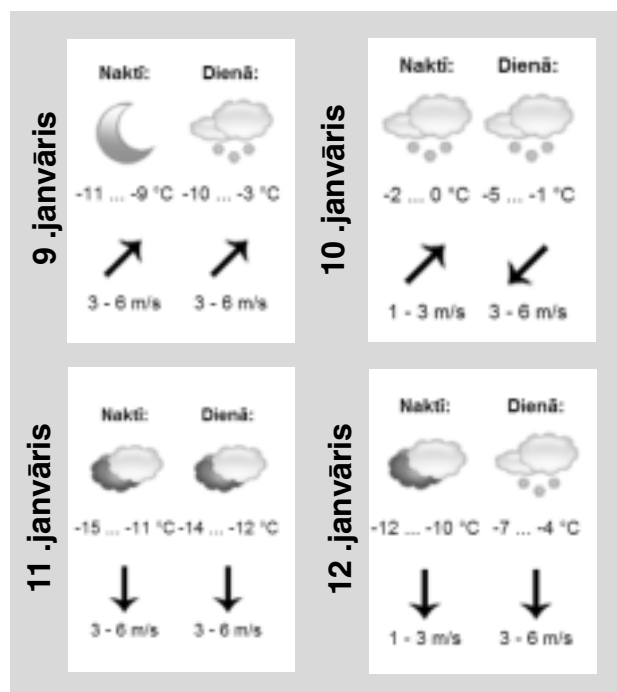 9 .janvāris
Naktī: Dienā:
-11 ... -9 °C -10 ... -3 °C
3 - 6 m/s 3 - 6 m/s
10 .janvāris
Naktī: Dienā:
-2 ... 0 °C -5 ... -1 °C
1 - 3 m/s 3 - 6 m/s
11 .janvāris
Naktī: Dienā:
-15 ... -11 °C -14 ... -12 °C
3 - 6 m/s 3 - 6 m/s
12 .janvāris
Naktī: Dienā:
-12 ... -10 °C -7 ... -4 °C
1 - 3 m/s 3 - 6 m/s